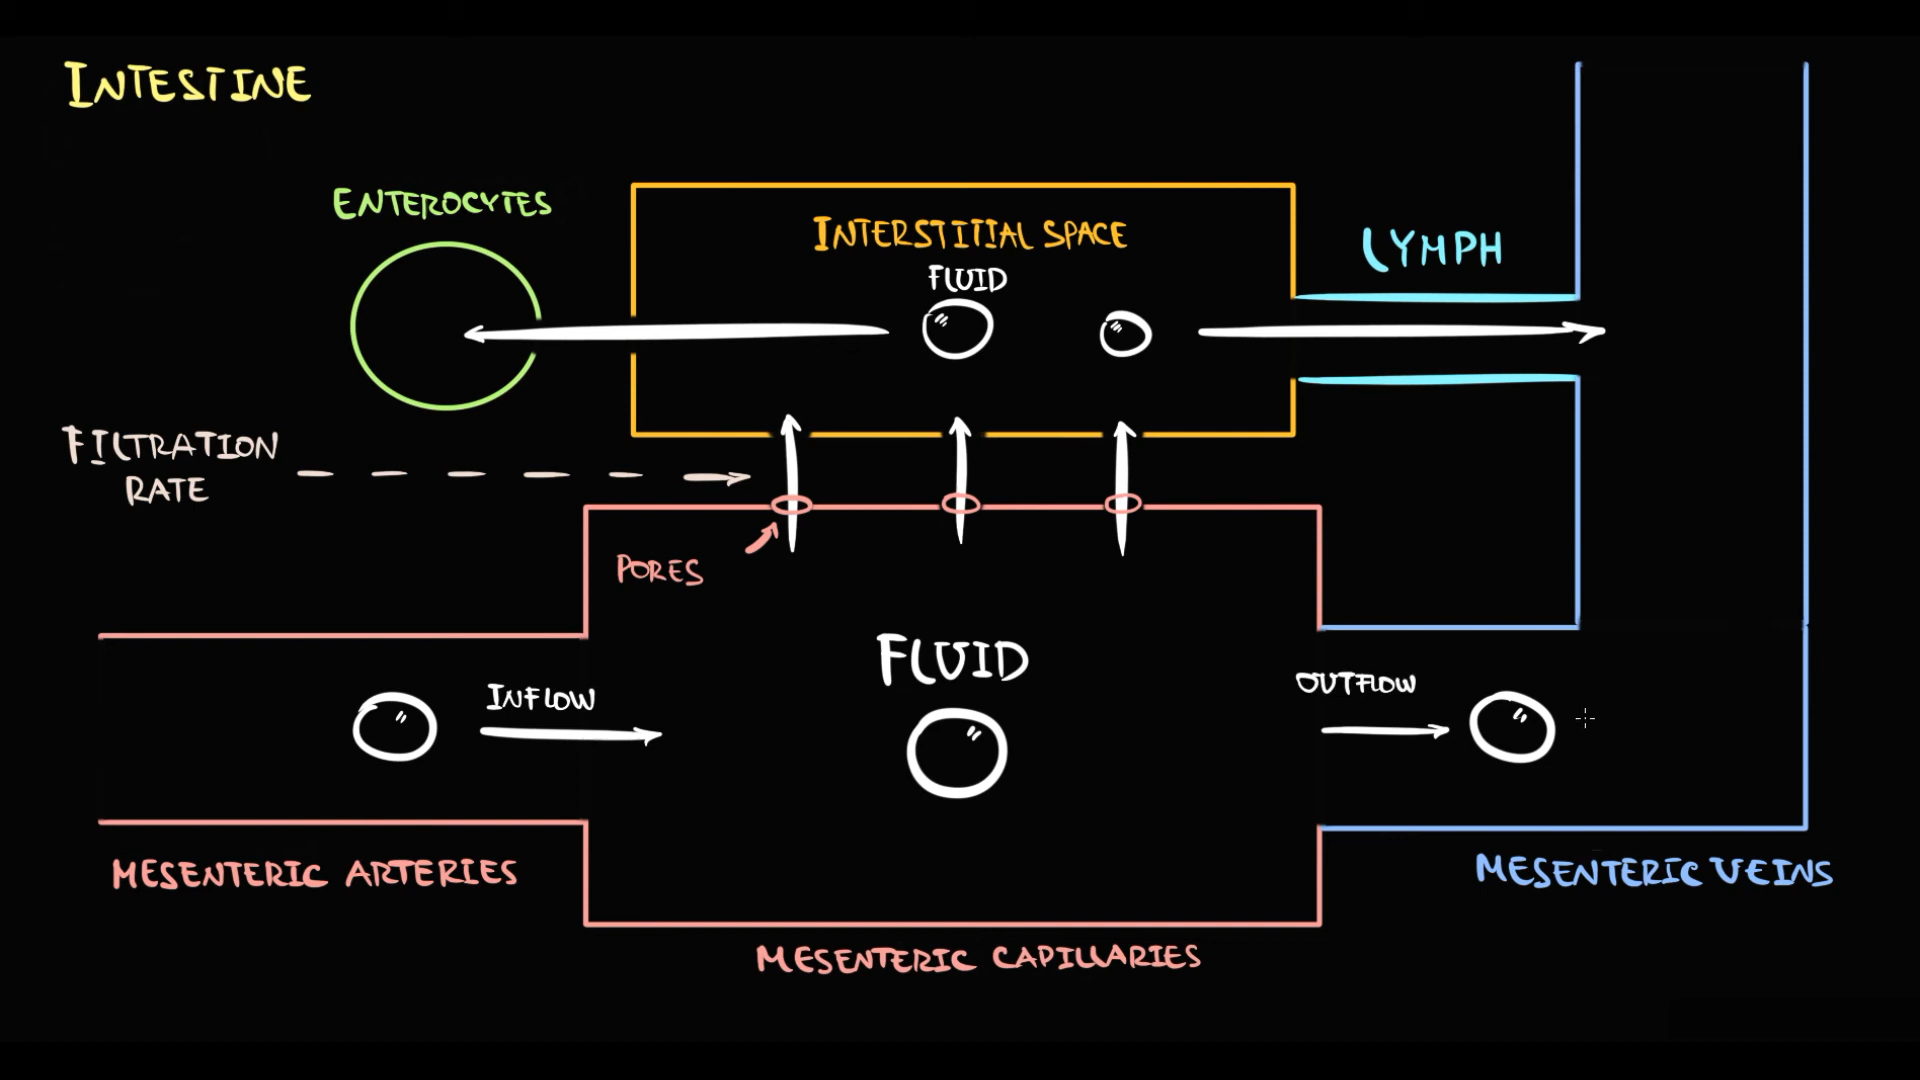 INTESTINE
ENTEROCYTES
INTERSTITIAL SPACE
FLUID
LYMPH
FILTRATION
RATE
PORES
FLUID
INFLOW
OUTFLOW
MESENTERIC ARTERIES
MESENTERIC VEINS
MESENTERIC CAPILLARIES